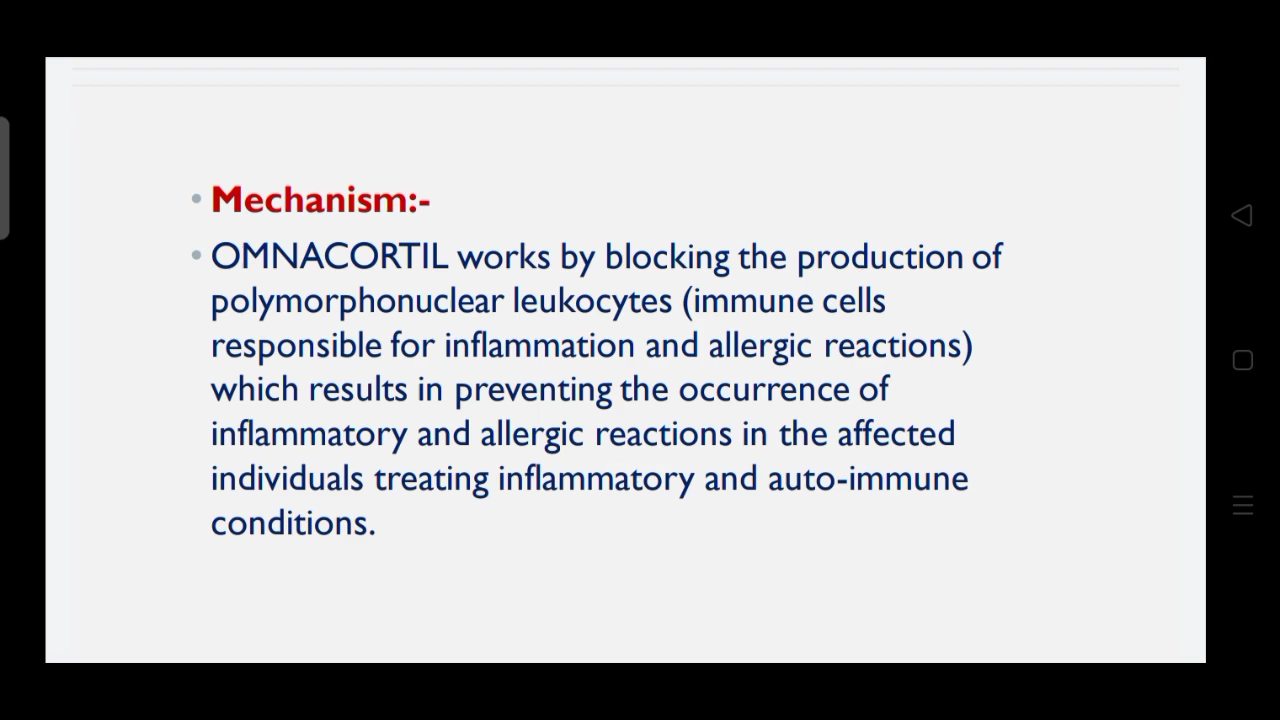 • Mechanism:-
• OMNACORTIL works by blocking the production of
polymorphonuclear leukocytes (immune cells
responsible for inflammation and allergic reactions)
which results in preventing the occurrence of
inflammatory and allergic reactions in the affected
individuals treating inflammatory and auto-immune
conditions.